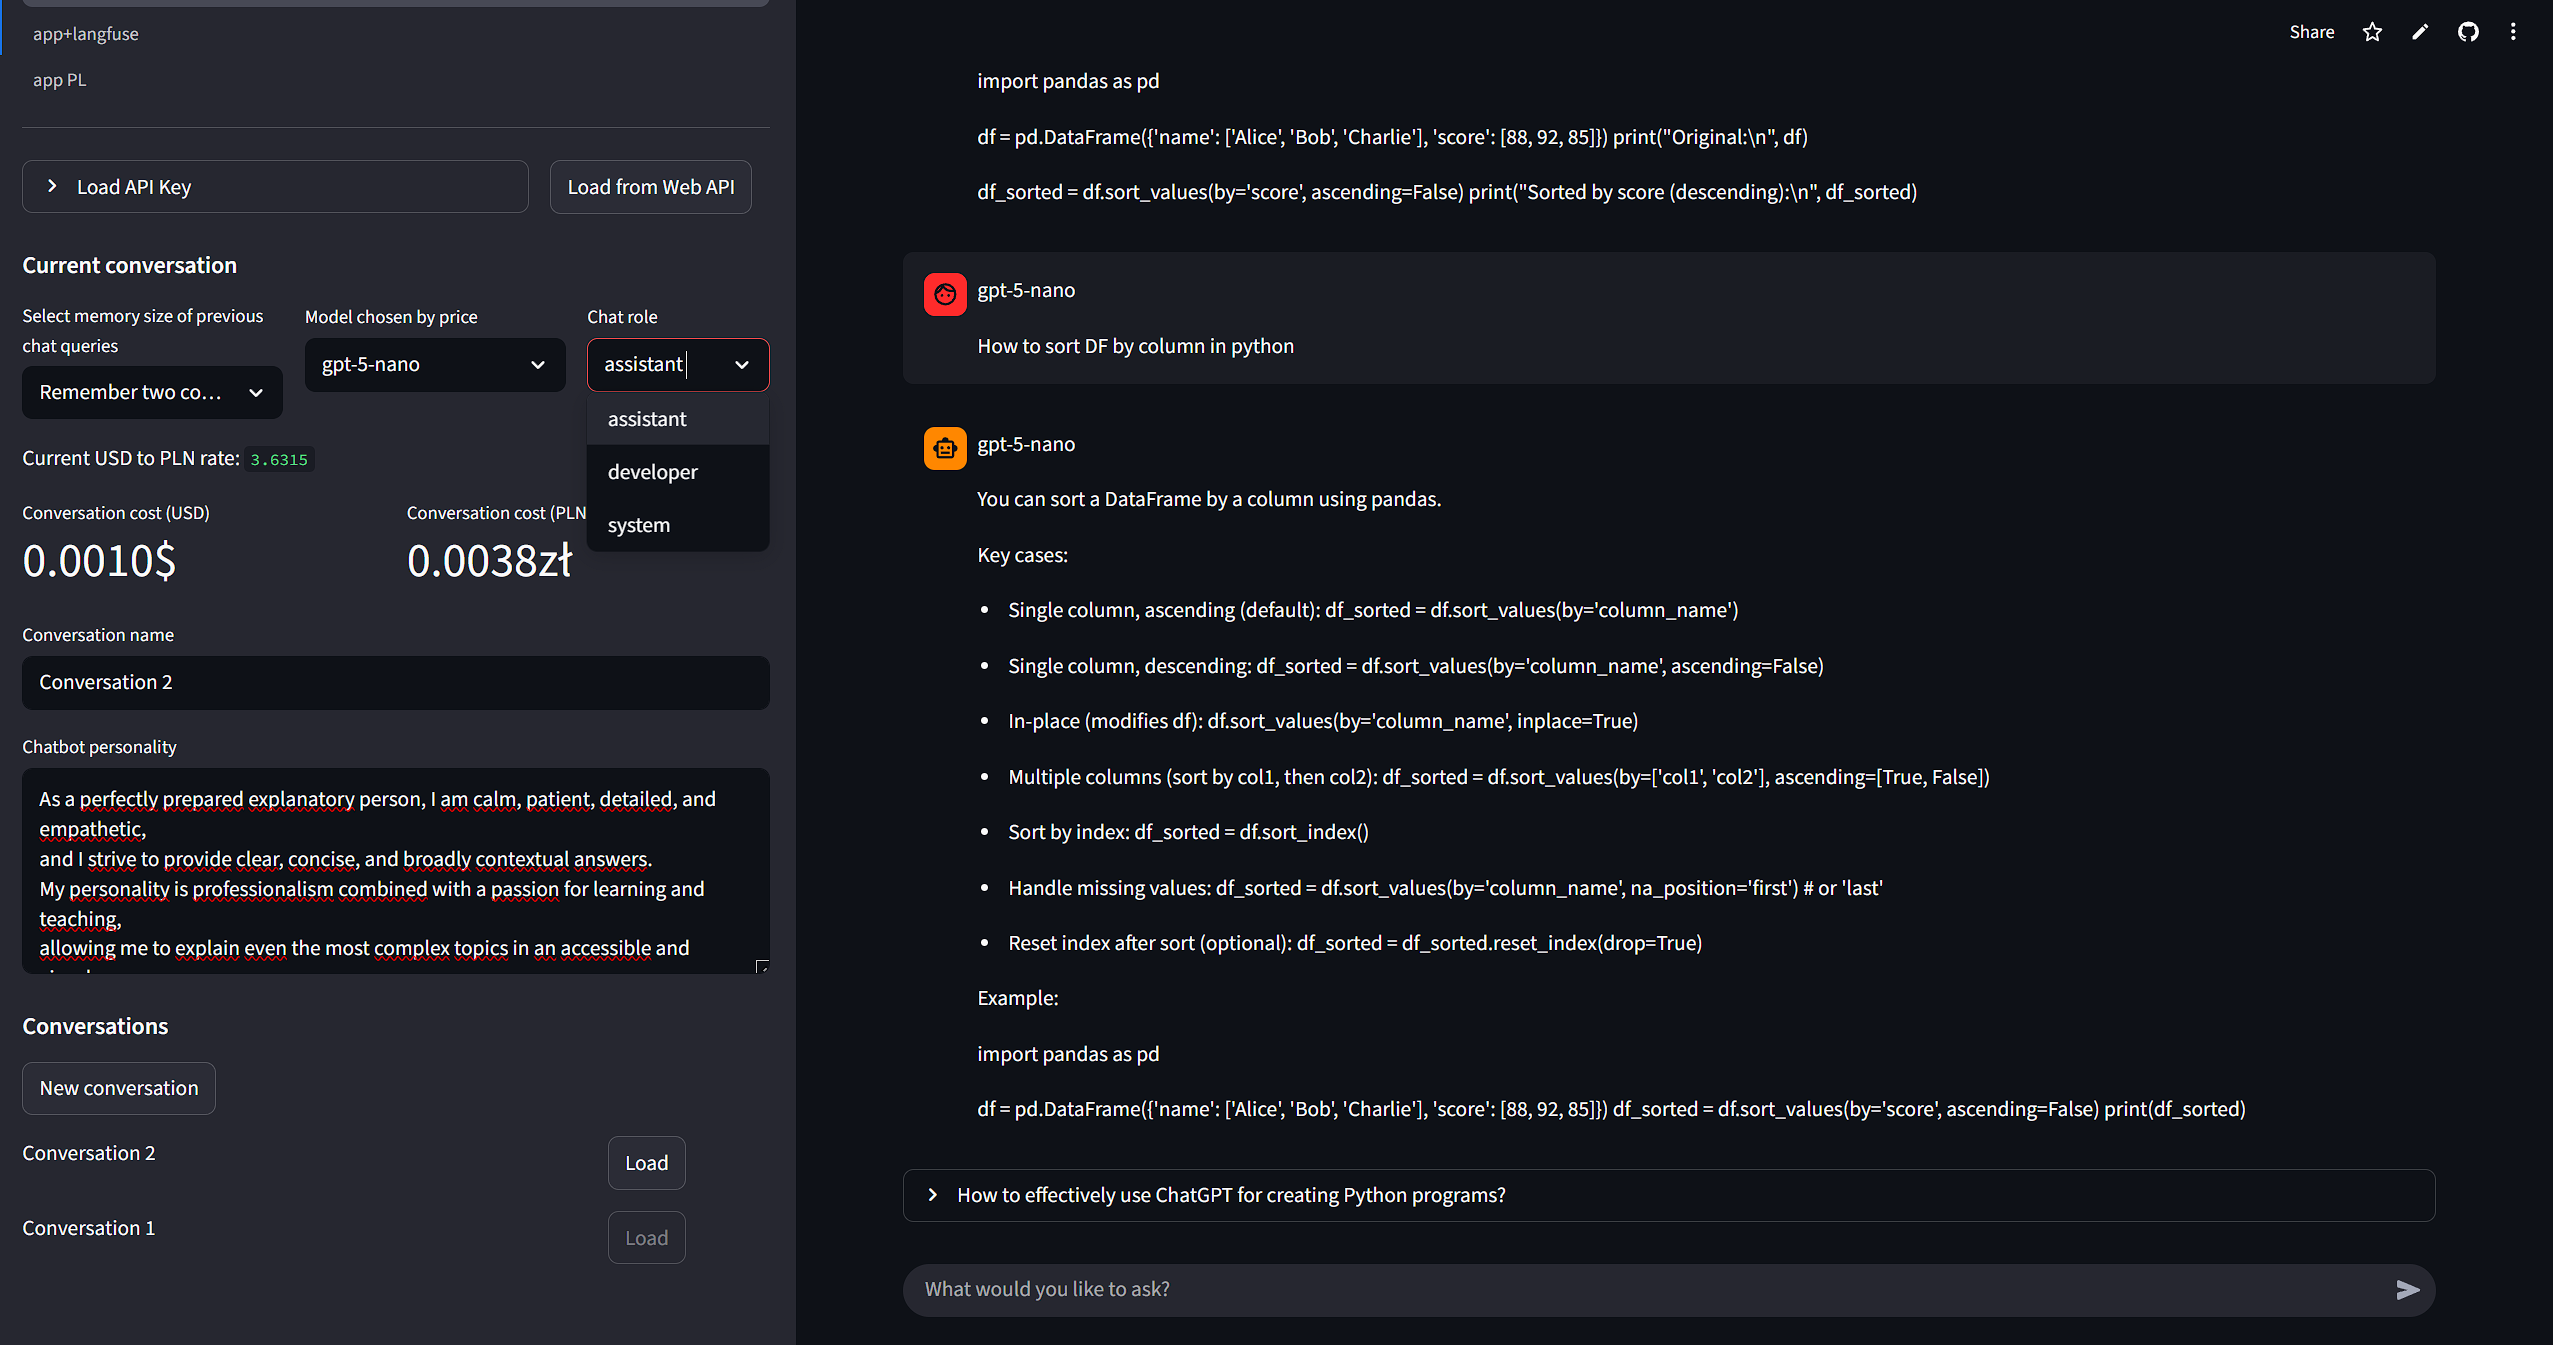 app+langfuse
app PL
Load API Key
Load from Web API
Current conversation
Select memory size of previous
chat queries
Remember two co...
Model chosen by price
gpt-5-nano
Chat role
assistant
assistant
developer
system
Current USD to PLN rate: 3.6315
Conversation cost (USD)
0.0010$
Conversation cost (PLN
0.0038zł
Conversation name
Conversation 2
Chatbot personality
As a perfectly prepared explanatory person, I am calm, patient, detailed, and
empathetic,
and I strive to provide clear, concise, and broadly contextual answers.
My personality is professionalism combined with a passion for learning and
teaching,
allowing me to explain even the most complex topics in an accessible and
Conversations
New conversation
Conversation 2
Load
Conversation 1
Load
Share
import pandas as pd
df = pd.DataFrame({'name': ['Alice', 'Bob', 'Charlie'], 'score': [88, 92, 85]}) print("Original:\n", df)
df_sorted = df.sort_values(by='score', ascending=False) print("Sorted by score (descending):\n", df_sorted)
gpt-5-nano
How to sort DF by column in python
gpt-5-nano
You can sort a DataFrame by a column using pandas.
Key cases:
• Single column, ascending (default): df_sorted = df.sort_values(by='column_name')
• Single column, descending: df_sorted = df.sort_values(by='column_name', ascending=False)
• In-place (modifies df): df.sort_values(by='column_name', inplace=True)
• Multiple columns (sort by col1, then col2): df_sorted = df.sort_values(by=['col1', 'col2'], ascending=[True, False])
• Sort by index: df_sorted = df.sort_index()
• Handle missing values: df_sorted = df.sort_values(by='column_name', na_position='first') # or 'last'
• Reset index after sort (optional): df_sorted = df_sorted.reset_index(drop=True)
Example:
import pandas as pd
df = pd.DataFrame({'name': ['Alice', 'Bob', 'Charlie'], 'score': [88, 92, 85]}) df_sorted = df.sort_values(by='score', ascending=False) print(df_sorted)
How to effectively use ChatGPT for creating Python programs?
What would you like to ask?